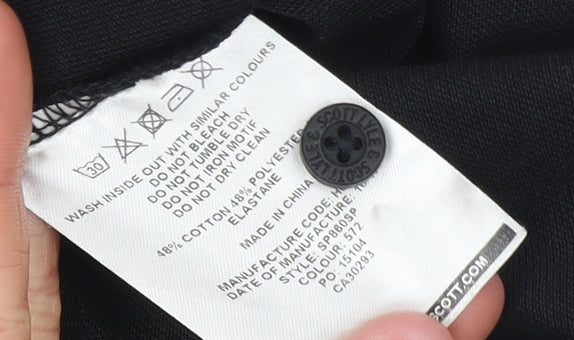 30
WASH INSIDE OUT WITH SIMILAR COLOURS
DO NOT BLEACH
DO NOT TUMBLE DRY
DO NOT IRON MOTIF
DO NOT DRY CLEAN
48% COTTON 48% POLYESTER
ELASTANE
MADE IN CHINA
MANUFACTURE CODE:
DATE OF MANUFACTURE:
STYLE: SP860SP
COLOUR: 572
PO: 15104
CA30293
LYLE & SCOTT LYLE & SCOTT
SCOTT.COM